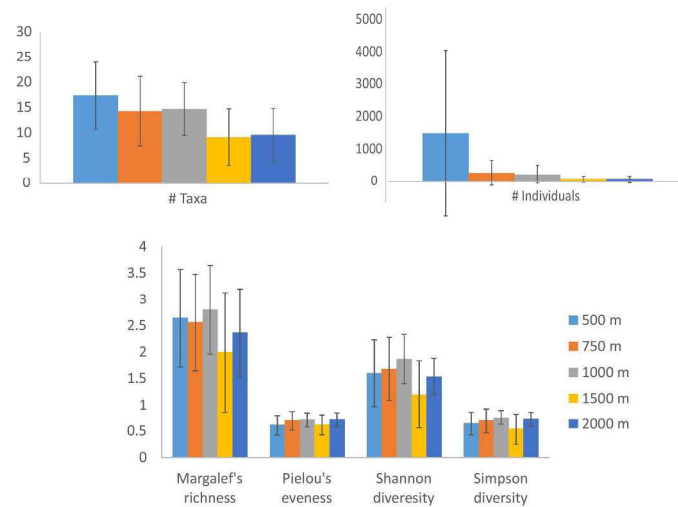 30
25
20
15
10
5
0
# Taxa
5000
4000
3000
2000
1000
0
# Individuals
4
3.5
3
2.5
2
1.5
1
0.5
0
Margalef's
richness
Pielou's
eveness
Shannon
diveresity
Simpson
diversity
500 m
750 m
1000 m
1500 m
2000 m